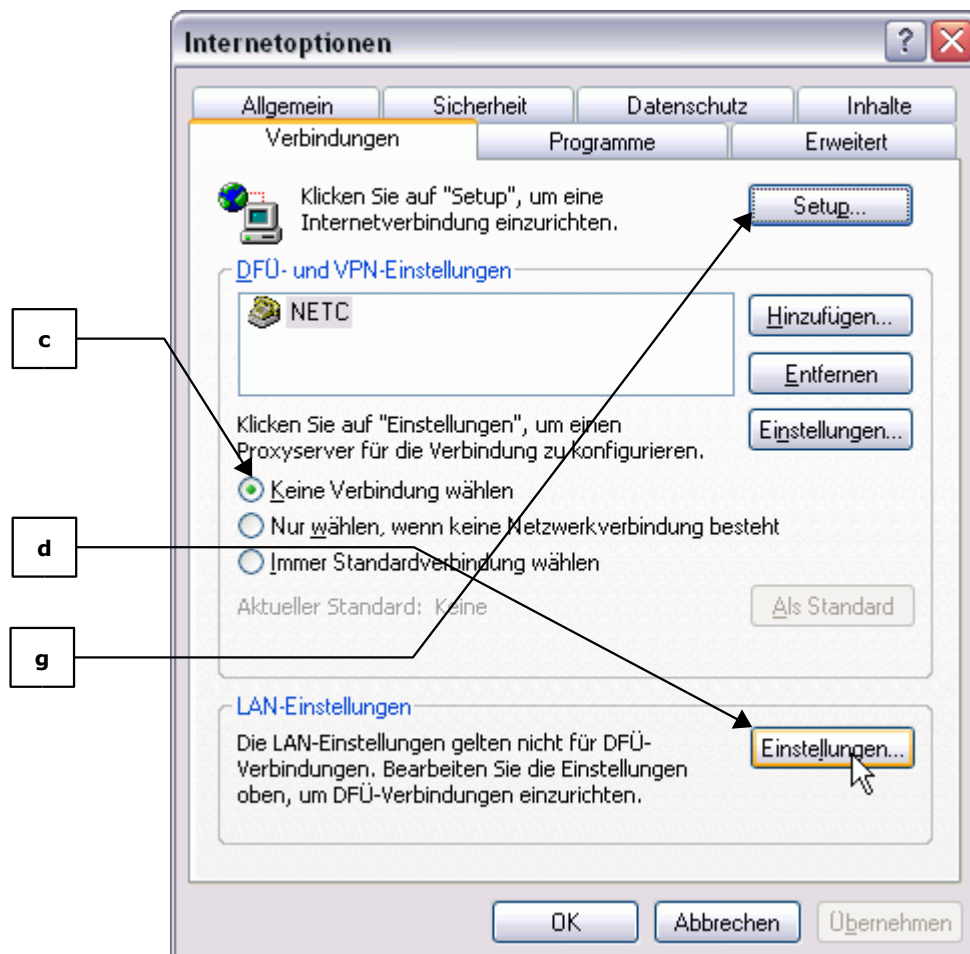 Internetoptionen
?
Allgemein Sicherheit Datenschutz Inhalte
Verbindungen Programme Erweitert
Klicken Sie auf "Setup", um eine
Internetverbindung einzurichten.
Setup...
DFÜ- und VPN-Einstellungen
NETC
Hinzufügen...
Entfernen
Klicken Sie auf "Einstellungen", um einen
Proxyserver für die Verbindung zu konfigurieren.
Einstellungen...
Keine Verbindung wählen
Nur wählen, wenn keine Netzwerkverbindung besteht
Immer Standardverbindung wählen
Aktueller Standard: Keine
Als Standard
LAN-Einstellungen
Die LAN-Einstellungen gelten nicht für DFÜ-
Verbindungen. Bearbeiten Sie die Einstellungen
oben, um DFÜ-Verbindungen einzurichten.
Einstellungen...
OK Abbrechen Übernehmen
c
d
g